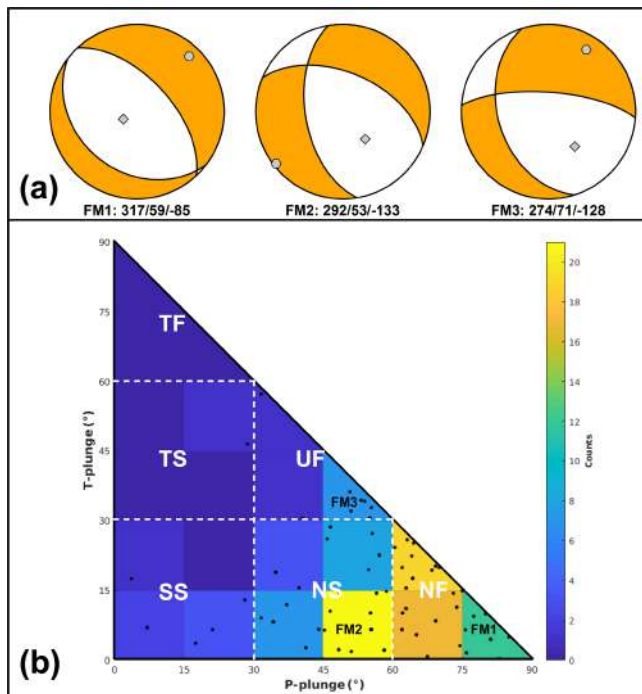 (a)
FM1: 317/59/-85
FM2: 292/53/-133
FM3: 274/71/-128
(b)
90
75
60
45
30
15
0
T-plunge (°)
TF
TS
UF
FM3
SS
NS
NF
FM2
FM1
0
15
30
45
60
75
90
P-plunge (°)
20
18
16
14
12
10
8
6
4
2
0
Counts